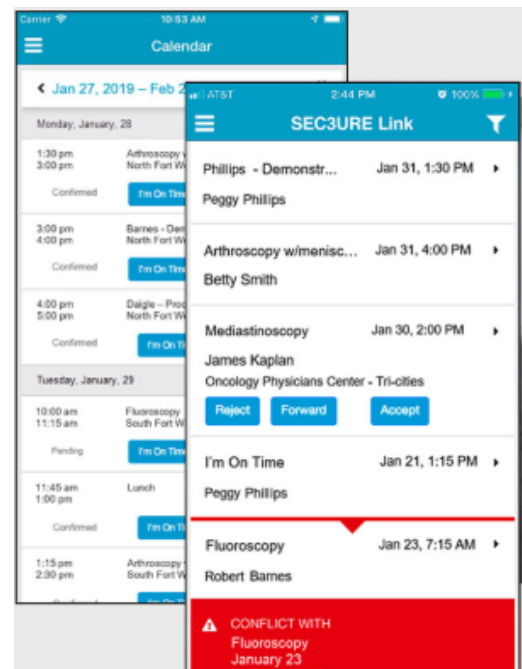 Carrier 10:53 AM
Calendar
Jan 27, 2019 – Feb 2
Monday, January, 28
1:30 pm Arthroscopy
3:00 pm North Fort W
Confirmed I'm On Time
3:00 pm Barnes - Dem
4:00 pm North Fort W
Confirmed I'm On Time
4:00 pm Daigle – Proc
5:00 pm North Fort W
Confirmed I'm On Ti
Tuesday, January, 29
10:00 am Fluoroscopy
11:15 am South Fort W
Pending I'm On Time
11:45 am Lunch
1:00 pm
Confirmed I'm On Ti
1:15 pm Arthroscopy
2:30 pm South Fort W
AT&T 2:44 PM 100%
SEC3URE Link
Phillips - Demonstr... Jan 31, 1:30 PM
Peggy Phillips
Arthroscopy w/menisc... Jan 31, 4:00 PM
Betty Smith
Mediastinoscopy Jan 30, 2:00 PM
James Kaplan
Oncology Physicians Center - Tri-cities
Reject Forward Accept
I'm On Time Jan 21, 1:15 PM
Peggy Phillips
Fluoroscopy Jan 23, 7:15 AM
Robert Barnes
CONFLICT WITH
Fluoroscopy
January 23